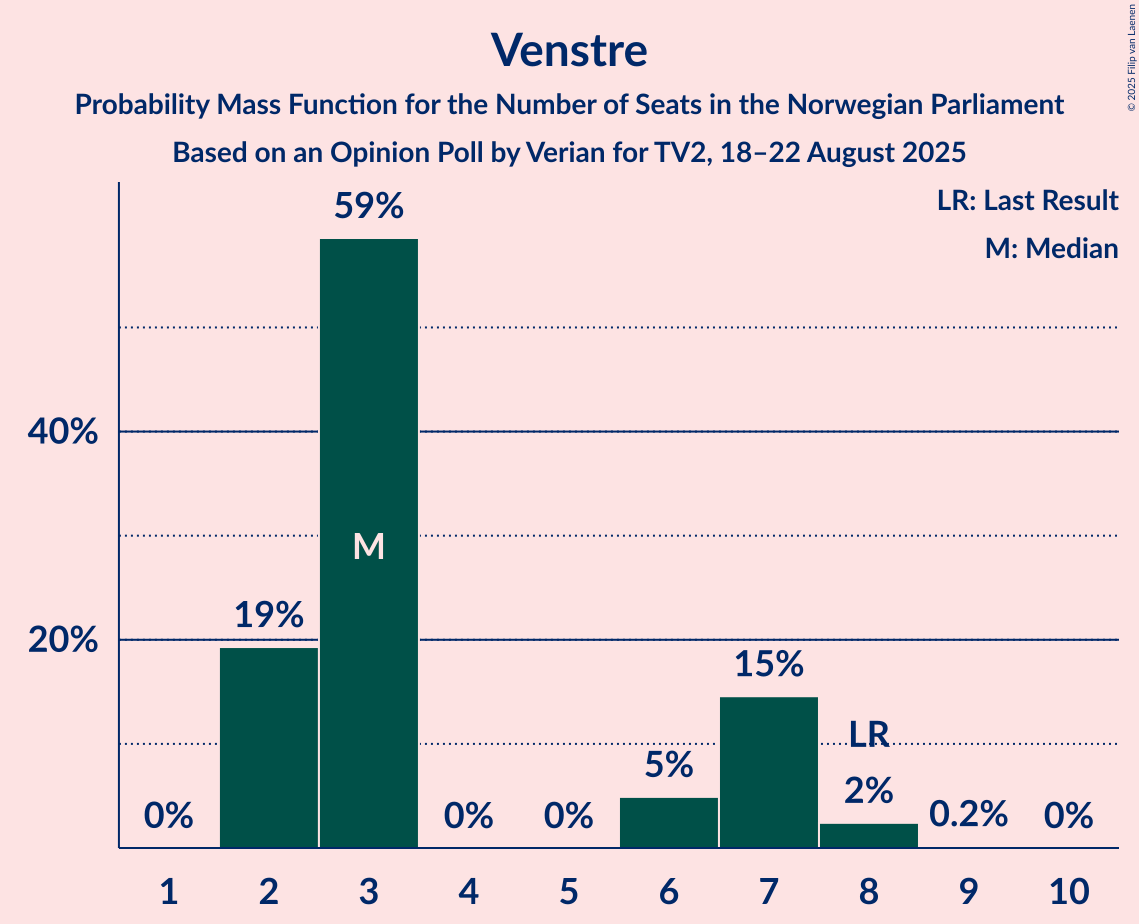 Venstre
Probability Mass Function for the Number of Seats in the Norwegian Parliament
Based on an Opinion Poll by Verian for TV2, 18–22 August 2025
© 2025 Filip van Laenen
LR: Last Result
M: Median
59%
40%
M
19%
20%
15%
LR
5%
2%
0%
0%
0%
0.2%
0%
1
2
3
4
5
6
7
8
9
10